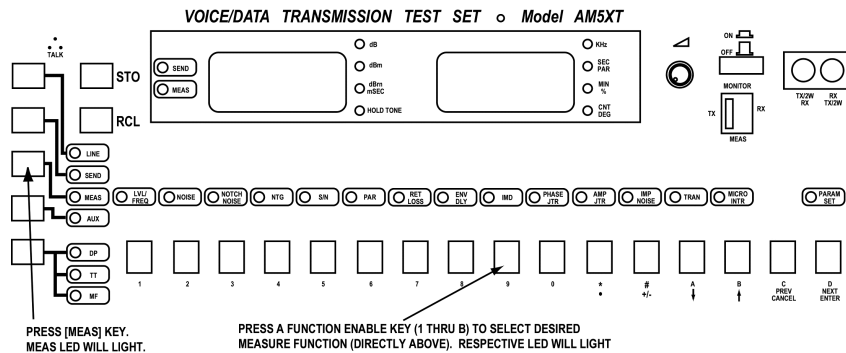 VOICE/DATA TRANSMISSION TEST SET o Model AM5XT
TALK
STO
RCL
LINE
SEND
MEAS
AUX
DP
TT
MF
SEND
MEAS
dB
dBm
dBrn
mSEC
HOLD TONE
KHz
SEC
PAR
MIN
%
CNT
DEG
ON
OFF
MONITOR
TX
RX
MEAS
TX/2W
RX
RX
TX/2W
LVL/
FREQ
NOISE
NOTCH
NOISE
NTG
S/N
PAR
RET
LOSS
ENV
DLY
IMD
PHASE
JTR
AMP
JTR
IMP
NOISE
TRAN
MICRO
INTR
PARAM
SET
1
2
3
4
5
6
7
8
9
0
*
•
#
+/-
A
B
C
PREV
CANCEL
D
NEXT
ENTER
PRESS [MEAS] KEY.
MEAS LED WILL LIGHT.
PRESS A FUNCTION ENABLE KEY (1 THRU B) TO SELECT DESIRED
MEASURE FUNCTION (DIRECTLY ABOVE). RESPECTIVE LED WILL LIGHT